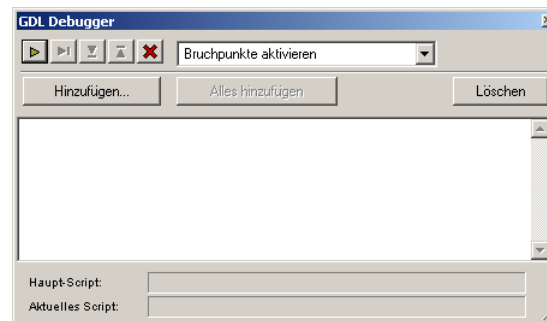 GDL Debugger
Bruchpunkte aktivieren
Hinzufügen... Alles hinzufügen Löschen
Haupt-Script:
Aktuelles Script: